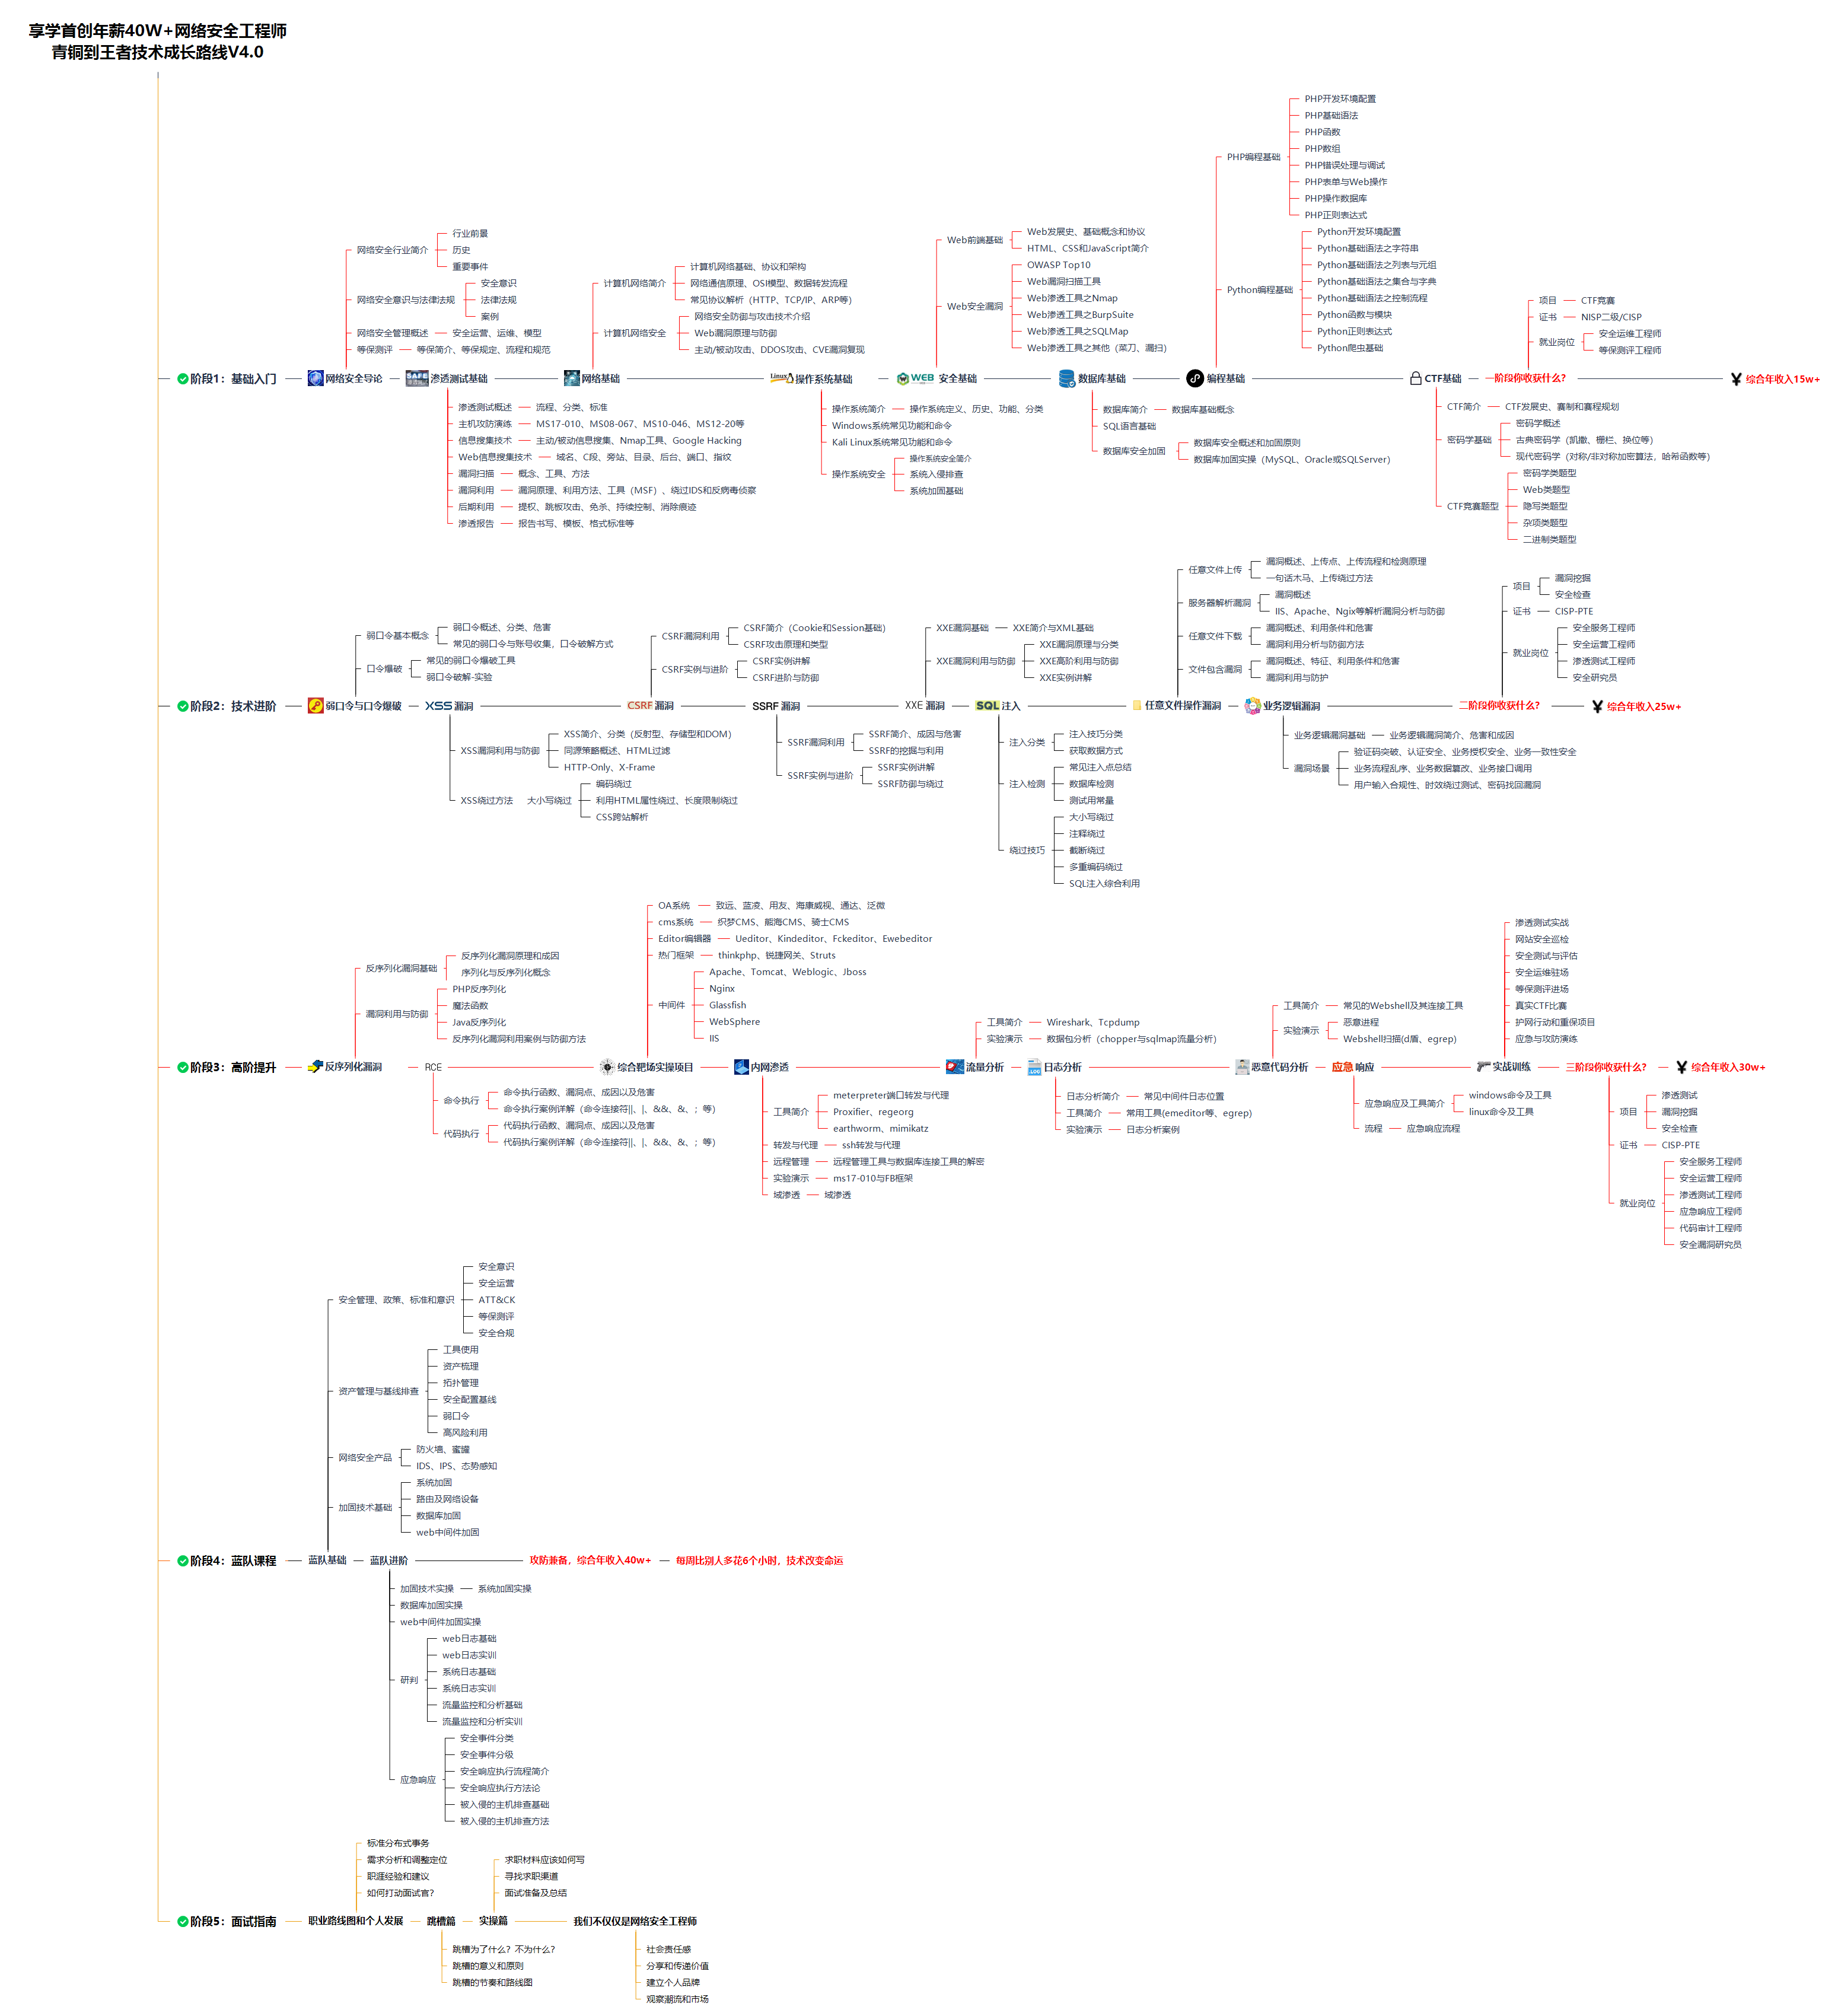 享学首创年薪40W+网络安全工程师
青铜到王者技术成长路线V4.0
阶段1：基础入门
网络安全导论
网络安全行业简介
行业前景
历史
重要事件
网络安全意识与法律法规
安全意识
法律法规
案例
网络安全管理概述
安全运营、运维、模型
等保测评
等保简介、等保规定、流程和规范
SAFE
渗透测试基础
渗透测试概述
流程、分类、标准
主机攻防演练
MS17-010、MS08-067、MS10-046、MS12-20等
信息搜集技术
主动/被动信息搜集、Nmap工具、Google Hacking
Web信息搜集技术
域名、C段、旁站、目录、后台、端口、指纹
漏洞扫描
概念、工具、方法
漏洞利用
漏洞原理、利用方法、工具（MSF）、绕过IDS和反病毒侦察
后期利用
提权、跳板攻击、免杀、持续控制、消除痕迹
渗透报告
报告书写、模板、格式标准等
网络基础
计算机网络简介
计算机网络基础、协议和架构
网络通信原理、OSI模型、数据转发流程
常见协议解析（HTTP、TCP/IP、ARP等）
计算机网络安全
网络安全防御与攻击技术介绍
Web漏洞原理与防御
主动/被动攻击、DDOS攻击、CVE漏洞复现
Linux
操作系统基础
操作系统简介
操作系统定义、历史、功能、分类
Windows系统常见功能和命令
Kali Linux系统常见功能和命令
操作系统安全
操作系统安全简介
系统入侵排查
系统加固基础
WEB
安全基础
Web前端基础
Web发展史、基础概念和协议
HTML、CSS和JavaScript简介
Web安全漏洞
OWASP Top10
Web漏洞扫描工具
Web渗透工具之Nmap
Web渗透工具之BurpSuite
Web渗透工具之SQLMap
Web渗透工具之其他（菜刀、漏扫）
数据库基础
数据库简介
数据库基础概念
SQL语言基础
数据库安全加固
数据库安全概述和加固原则
数据库加固实操（MySQL、Oracle或SQLServer）
编程基础
PHP编程基础
PHP开发环境配置
PHP基础语法
PHP函数
PHP数组
PHP错误处理与调试
PHP表单与Web操作
PHP操作数据库
PHP正则表达式
Python编程基础
Python开发环境配置
Python基础语法之字符串
Python基础语法之列表与元组
Python基础语法之集合与字典
Python基础语法之控制流程
Python函数与模块
Python正则表达式
Python爬虫基础
CTF基础
CTF简介
CTF发展史、赛制和赛程规划
密码学基础
密码学概述
古典密码学（凯撒、栅栏、换位等）
现代密码学（对称/非对称加密算法，哈希函数等）
CTF竞赛题型
密码学类题型
Web类题型
隐写类题型
杂项类题型
二进制类题型
一阶段你收获什么？
项目
CTF竞赛
证书
NISP二级/CISP
就业岗位
安全运维工程师
等保测评工程师
综合年收入15w+
阶段2：技术进阶
弱口令与口令爆破
弱口令基本概念
弱口令概述、分类、危害
常见的弱口令与账号收集，口令破解方式
口令爆破
常见的弱口令爆破工具
弱口令破解-实验
XSS 漏洞
XSS漏洞利用与防御
XSS简介、分类（反射型、存储型和DOM）
同源策略概述、HTML过滤
HTTP-Only、X-Frame
XSS绕过方法
大小写绕过
编码绕过
利用HTML属性绕过、长度限制绕过
CSS跨站解析
CSRF 漏洞
CSRF漏洞利用
CSRF简介（Cookie和Session基础）
CSRF攻击原理和类型
CSRF实例与进阶
CSRF实例讲解
CSRF进阶与防御
SSRF 漏洞
SSRF漏洞利用
SSRF简介、成因与危害
SSRF的挖掘与利用
SSRF实例与进阶
SSRF实例讲解
SSRF防御与绕过
XXE 漏洞
XXE漏洞基础
XXE简介与XML基础
XXE漏洞利用与防御
XXE漏洞原理与分类
XXE高阶利用与防御
XXE实例讲解
SQL 注入
注入分类
注入技巧分类
获取数据方式
注入检测
常见注入点总结
数据库检测
测试用常量
绕过技巧
大小写绕过
注释绕过
截断绕过
多重编码绕过
SQL注入综合利用
任意文件操作漏洞
任意文件上传
漏洞概述、上传点、上传流程和检测原理
一句话木马、上传绕过方法
服务器解析漏洞
漏洞概述
IIS、Apache、Ngix等解析漏洞分析与防御
任意文件下载
漏洞概述、利用条件和危害
漏洞利用分析与防御方法
文件包含漏洞
漏洞概述、特征、利用条件和危害
漏洞利用与防护
业务逻辑漏洞
业务逻辑漏洞基础
业务逻辑漏洞简介、危害和成因
漏洞场景
验证码突破、认证安全、业务授权安全、业务一致性安全
业务流程乱序、业务数据篡改、业务接口调用
用户输入合规性、时效绕过测试、密码找回漏洞
二阶段你收获什么？
项目
漏洞挖掘
安全检查
证书
CISP-PTE
就业岗位
安全服务工程师
安全运营工程师
渗透测试工程师
安全研究员
综合年收入25w+
阶段3：高阶提升
反序列化漏洞
反序列化漏洞基础
反序列化漏洞原理和成因
序列化与反序列化概念
漏洞利用与防御
PHP反序列化
魔法函数
Java反序列化
反序列化漏洞利用案例与防御方法
RCE
命令执行
命令执行函数、漏洞点、成因以及危害
命令执行案例详解（命令连接符||、|、&&、&、；等）
代码执行
代码执行函数、漏洞点、成因以及危害
代码执行案例详解（命令连接符||、|、&&、&、；等）
综合靶场实操项目
OA系统
致远、蓝凌、用友、海康威视、通达、泛微
cms系统
织梦CMS、熊海CMS、骑士CMS
Editor编辑器
Ueditor、Kindeditor、Fckeditor、Ewebeditor
热门框架
thinkphp、锐捷网关、Struts
中间件
Apache、Tomcat、Weblogic、Jboss
Nginx
Glassfish
WebSphere
IIS
内网渗透
工具简介
meterpreter端口转发与代理
Proxifier、regeorg
earthworm、mimikatz
转发与代理
ssh转发与代理
远程管理
远程管理工具与数据库连接工具的解密
实验演示
ms17-010与FB框架
域渗透
域渗透
流量分析
工具简介
Wireshark、Tcpdump
实验演示
数据包分析（chopper与sqlmap流量分析）
LOG
日志分析
日志分析简介
常见中间件日志位置
工具简介
常用工具(emeditor等、egrep)
实验演示
日志分析案例
恶意代码分析
工具简介
常见的Webshell及其连接工具
实验演示
恶意进程
Webshell扫描(d盾、egrep)
应急 响应
应急响应及工具简介
windows命令及工具
linux命令及工具
流程
应急响应流程
实战训练
渗透测试实战
网站安全巡检
安全测试与评估
安全运维驻场
等保测评进场
真实CTF比赛
护网行动和重保项目
应急与攻防演练
三阶段你收获什么？
项目
渗透测试
漏洞挖掘
安全检查
证书
CISP-PTE
就业岗位
安全服务工程师
安全运营工程师
渗透测试工程师
应急响应工程师
代码审计工程师
安全漏洞研究员
综合年收入30w+
阶段4：蓝队课程
蓝队基础
安全管理、政策、标准和意识
安全意识
安全运营
ATT&CK
等保测评
安全合规
资产管理与基线排查
工具使用
资产梳理
拓扑管理
安全配置基线
弱口令
高风险利用
网络安全产品
防火墙、蜜罐
IDS、IPS、态势感知
加固技术基础
系统加固
路由及网络设备
数据库加固
web中间件加固
蓝队进阶
加固技术实操
系统加固实操
数据库加固实操
web中间件加固实操
研判
web日志基础
web日志实训
系统日志基础
系统日志实训
流量监控和分析基础
流量监控和分析实训
应急响应
安全事件分类
安全事件分级
安全响应执行流程简介
安全响应执行方法论
被入侵的主机排查基础
被入侵的主机排查方法
攻防兼备，综合年收入40w+
每周比别人多花6个小时，技术改变命运
阶段5：面试指南
职业路线图和个人发展
标准分布式事务
需求分析和调整定位
职涯经验和建议
如何打动面试官？
跳槽篇
跳槽为了什么？不为什么？
跳槽的意义和原则
跳槽的节奏和路线图
实操篇
求职材料应该如何写
寻找求职渠道
面试准备及总结
我们不仅仅是网络安全工程师
社会责任感
分享和传递价值
建立个人品牌
观察潮流和市场